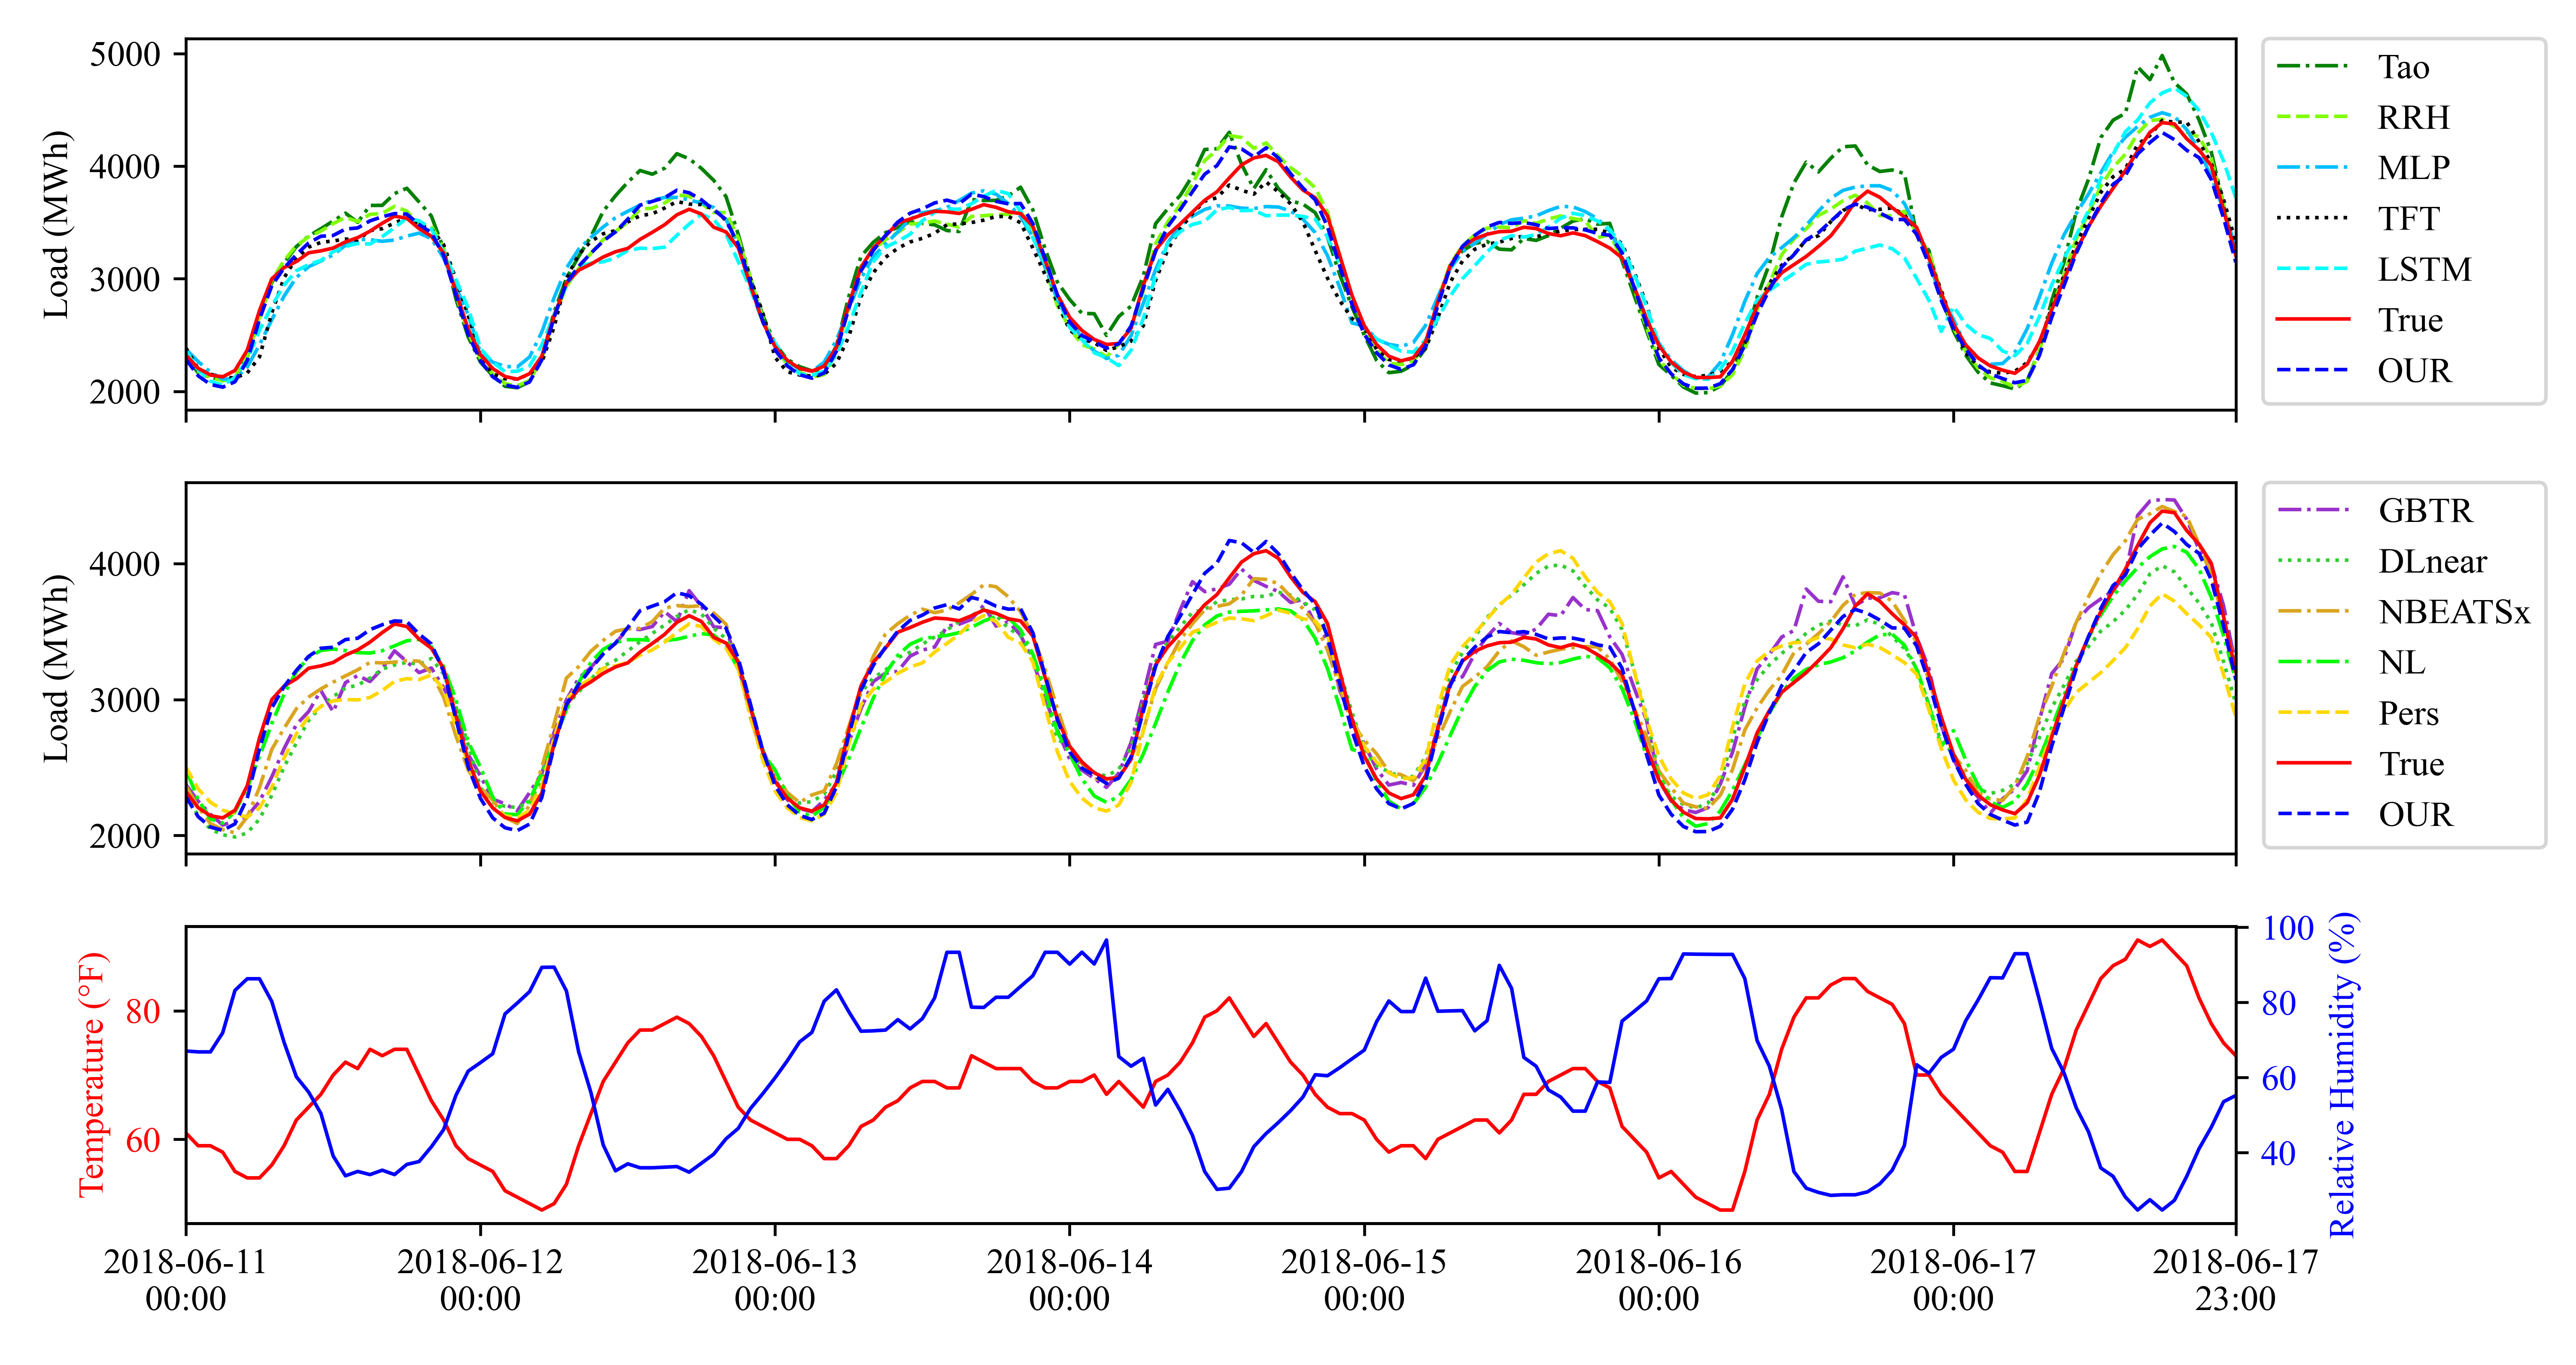 5000
4000
3000
2000
Load (MWh)
Tao
RRH
MLP
TFT
LSTM
True
OUR
4000
3000
2000
Load (MWh)
GBTR
DLnear
NBEATSx
NL
Pers
True
OUR
80
60
Temperature (°F)
100
80
60
40
Relative Humidity (%)
2018-06-11 2018-06-12 2018-06-13 2018-06-14 2018-06-15 2018-06-16 2018-06-17 2018-06-17
00:00 00:00 00:00 00:00 00:00 00:00 00:00 23:00